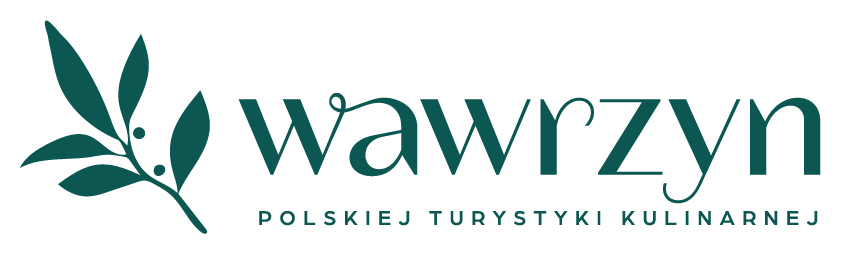 wawrzyn
POLSKIEJ TURYSTYKI KULINARNEJ